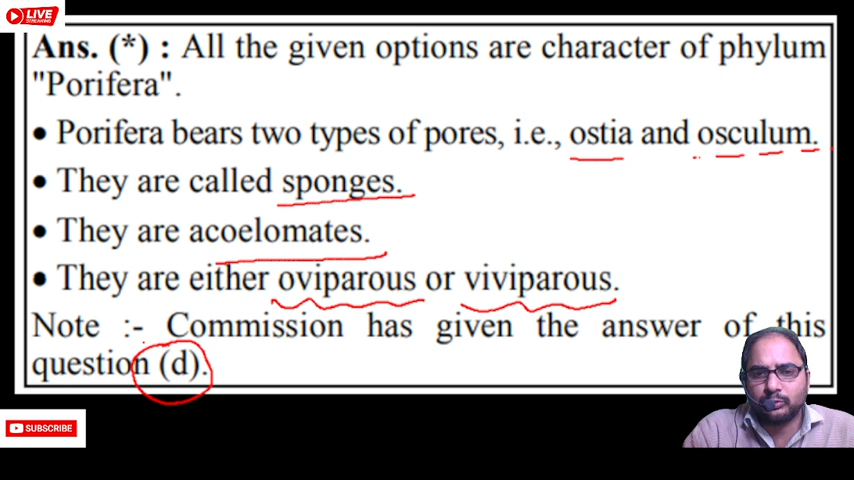 LIVE
STREAMING
Ans. (*) : All the given options are character of phylum
"Porifera".
• Porifera bears two types of pores, i.e., ostia and osculum.
• They are called sponges.
• They are acoelomates.
• They are either oviparous or viviparous.
Note :- Commission has given the answer of this
question (d).
SUBSCRIBE